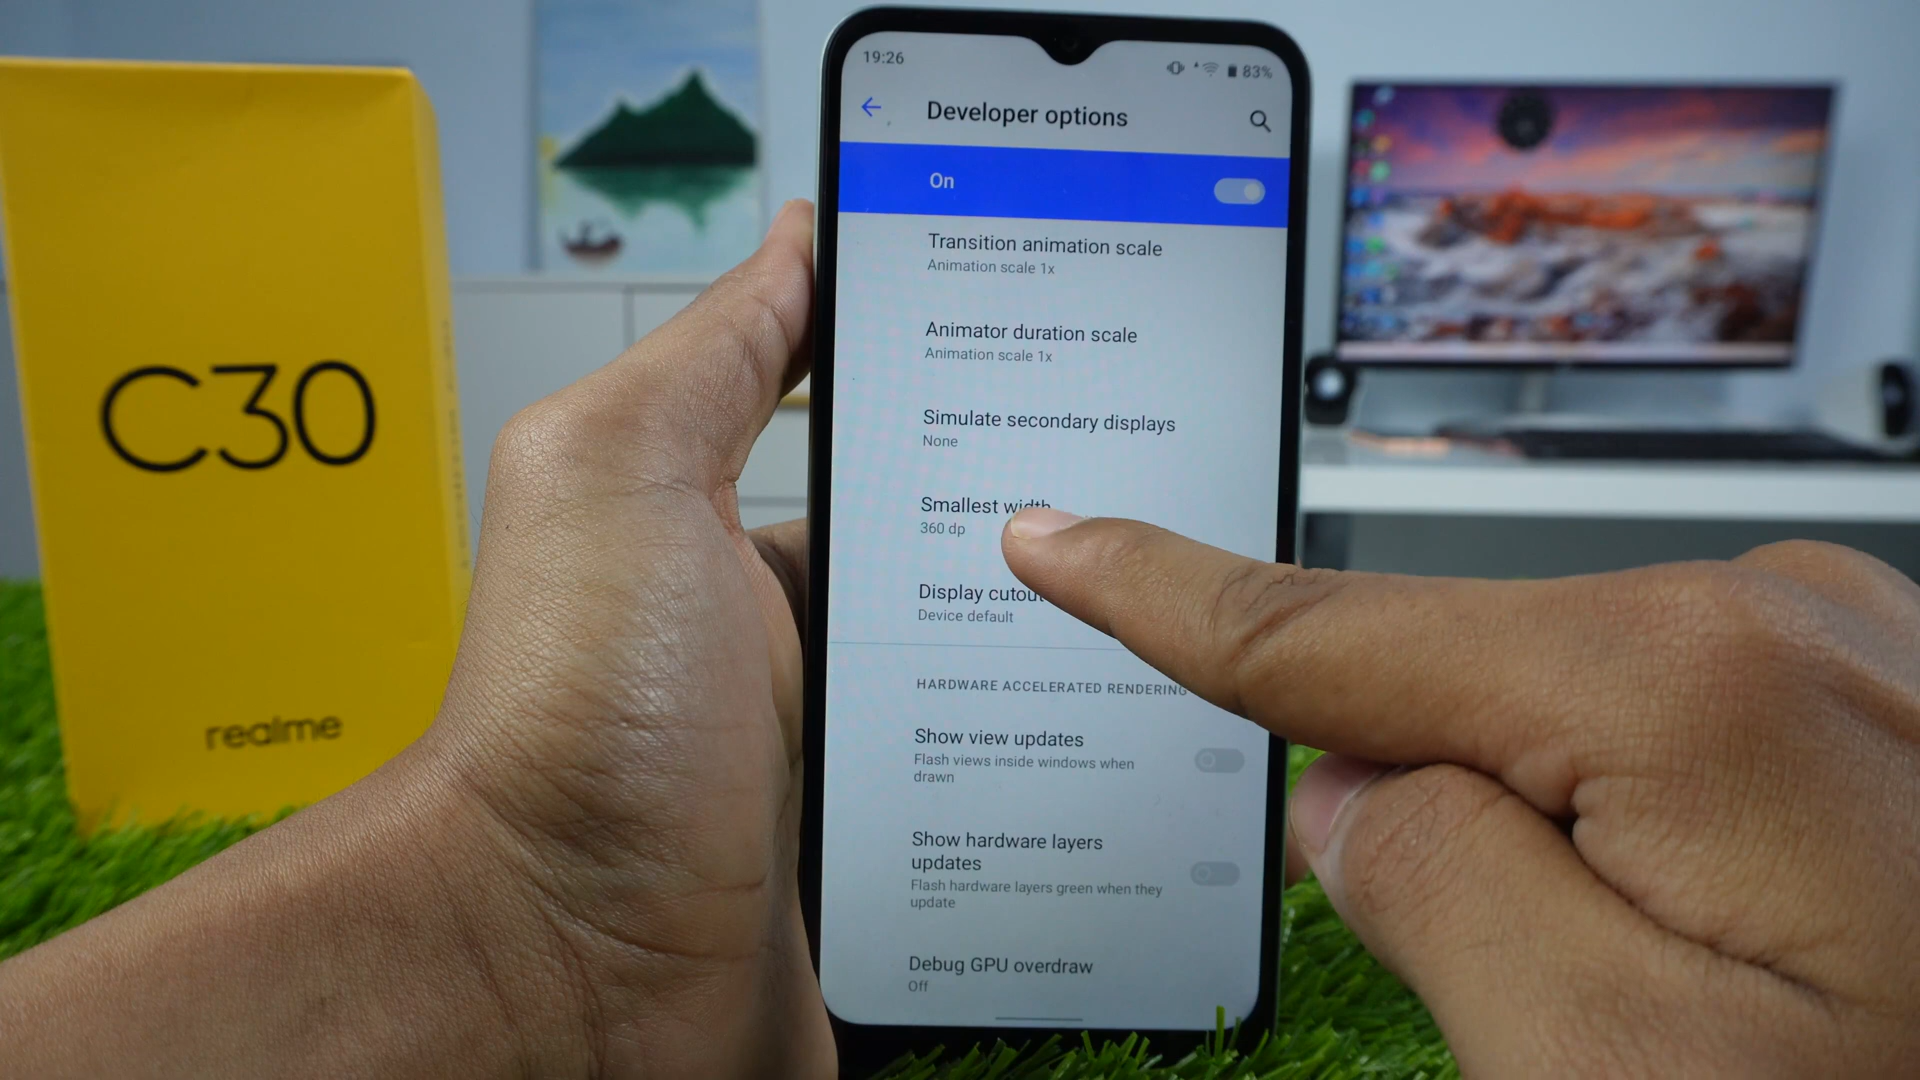 C30
realme
19:26
83%
Developer options
On
Transition animation scale
Animation scale 1x
Animator duration scale
Animation scale 1x
Simulate secondary displays
None
Smallest width
360 dp
Display cutout
Device default
HARDWARE ACCELERATED RENDERING
Show view updates
Flash views inside windows when
drawn
Show hardware layers
updates
Flash hardware layers green when they
update
Debug GPU overdraw
Off